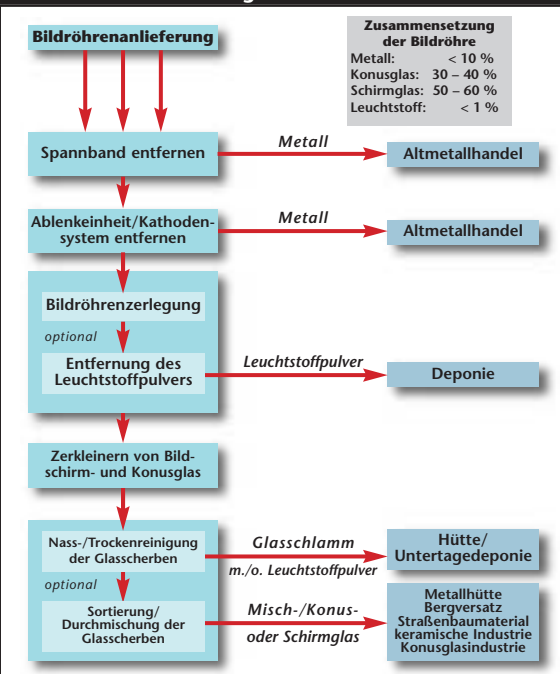 Bildröhrenanlieferung
Zusammensetzung
der Bildröhre
Metall: < 10 %
Konusglas: 30 – 40 %
Schirmglas: 50 – 60 %
Leuchtstoff: < 1 %
Spannband entfernen
Metall
Altmetallhandel
Ablenkeinheit/Kathoden-
system entfernen
Metall
Altmetallhandel
Bildröhrenzerlegung
optional
Entfernung des
Leuchtstoffpulvers
Leuchtstoffpulver
Deponie
Zerkleinern von Bild-
schirm- und Konusglas
Nass-/Trockenreinigung
der Glasscherben
Glasschlamm
m./o. Leuchtstoffpulver
Hütte/
Untertagedeponie
optional
Sortierung/
Durchmischung der
Glasscherben
Misch-/Konus-
oder Schirmglas
Metallhütte
Bergversatz
Straßenbaumaterial
keramische Industrie
Konusglasindustrie